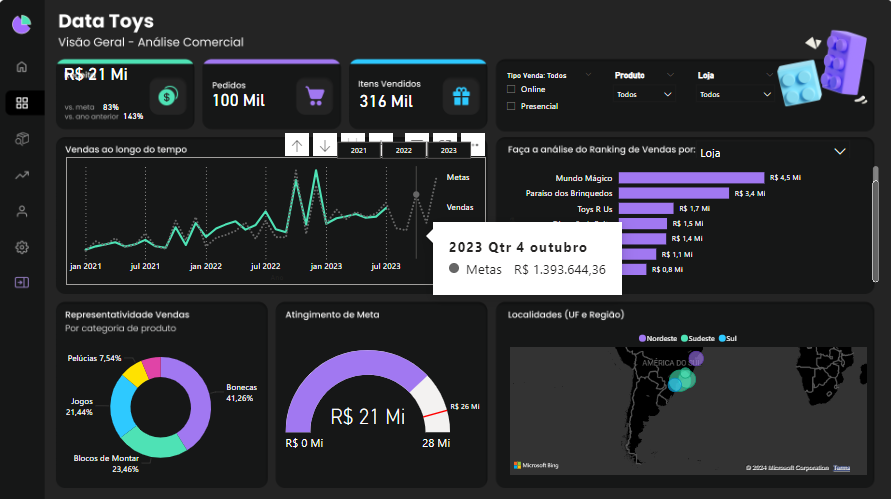 Data Toys
Visão Geral - Análise Comercial
R$ 21 Mi
vs. meta 83%
vs. ano anterior 143%
Pedidos
100 Mil
Itens Vendidos
316 Mil
Tipo Venda: Todos
Online
Presencial
Produto
Todos
Loja
Todos
Vendas ao longo do tempo
2021
2022
2023
Metas
Vendas
jan 2021
jul 2021
jan 2022
jul 2022
jan 2023
jul 2023
2023 Qtr 4 outubro
Metas R$ 1.393.644,36
Faça a análise do Ranking de Vendas por:
Loja
Mundo Mágico R$ 4,5 Mi
Paraíso dos Brinquedos R$ 3,4 Mi
Toys R Us R$ 1,7 Mi
R$ 1,5 Mi
R$ 1,4 Mi
R$ 1,1 Mi
R$ 0,8 Mi
Representatividade Vendas
Por categoria de produto
Pelúcias 7,54%
Jogos
21,44%
Bonecas
41,26%
Blocos de Montar
23,46%
Atingimento de Meta
R$ 21 Mi
R$ 26 Mi
R$ 0 Mi
28 Mi
Localidades (UF e Região)
Nordeste
Sudeste
Sul
AMÉRICA DO SUL
Microsoft Bing
© 2024 Microsoft Corporation Terms